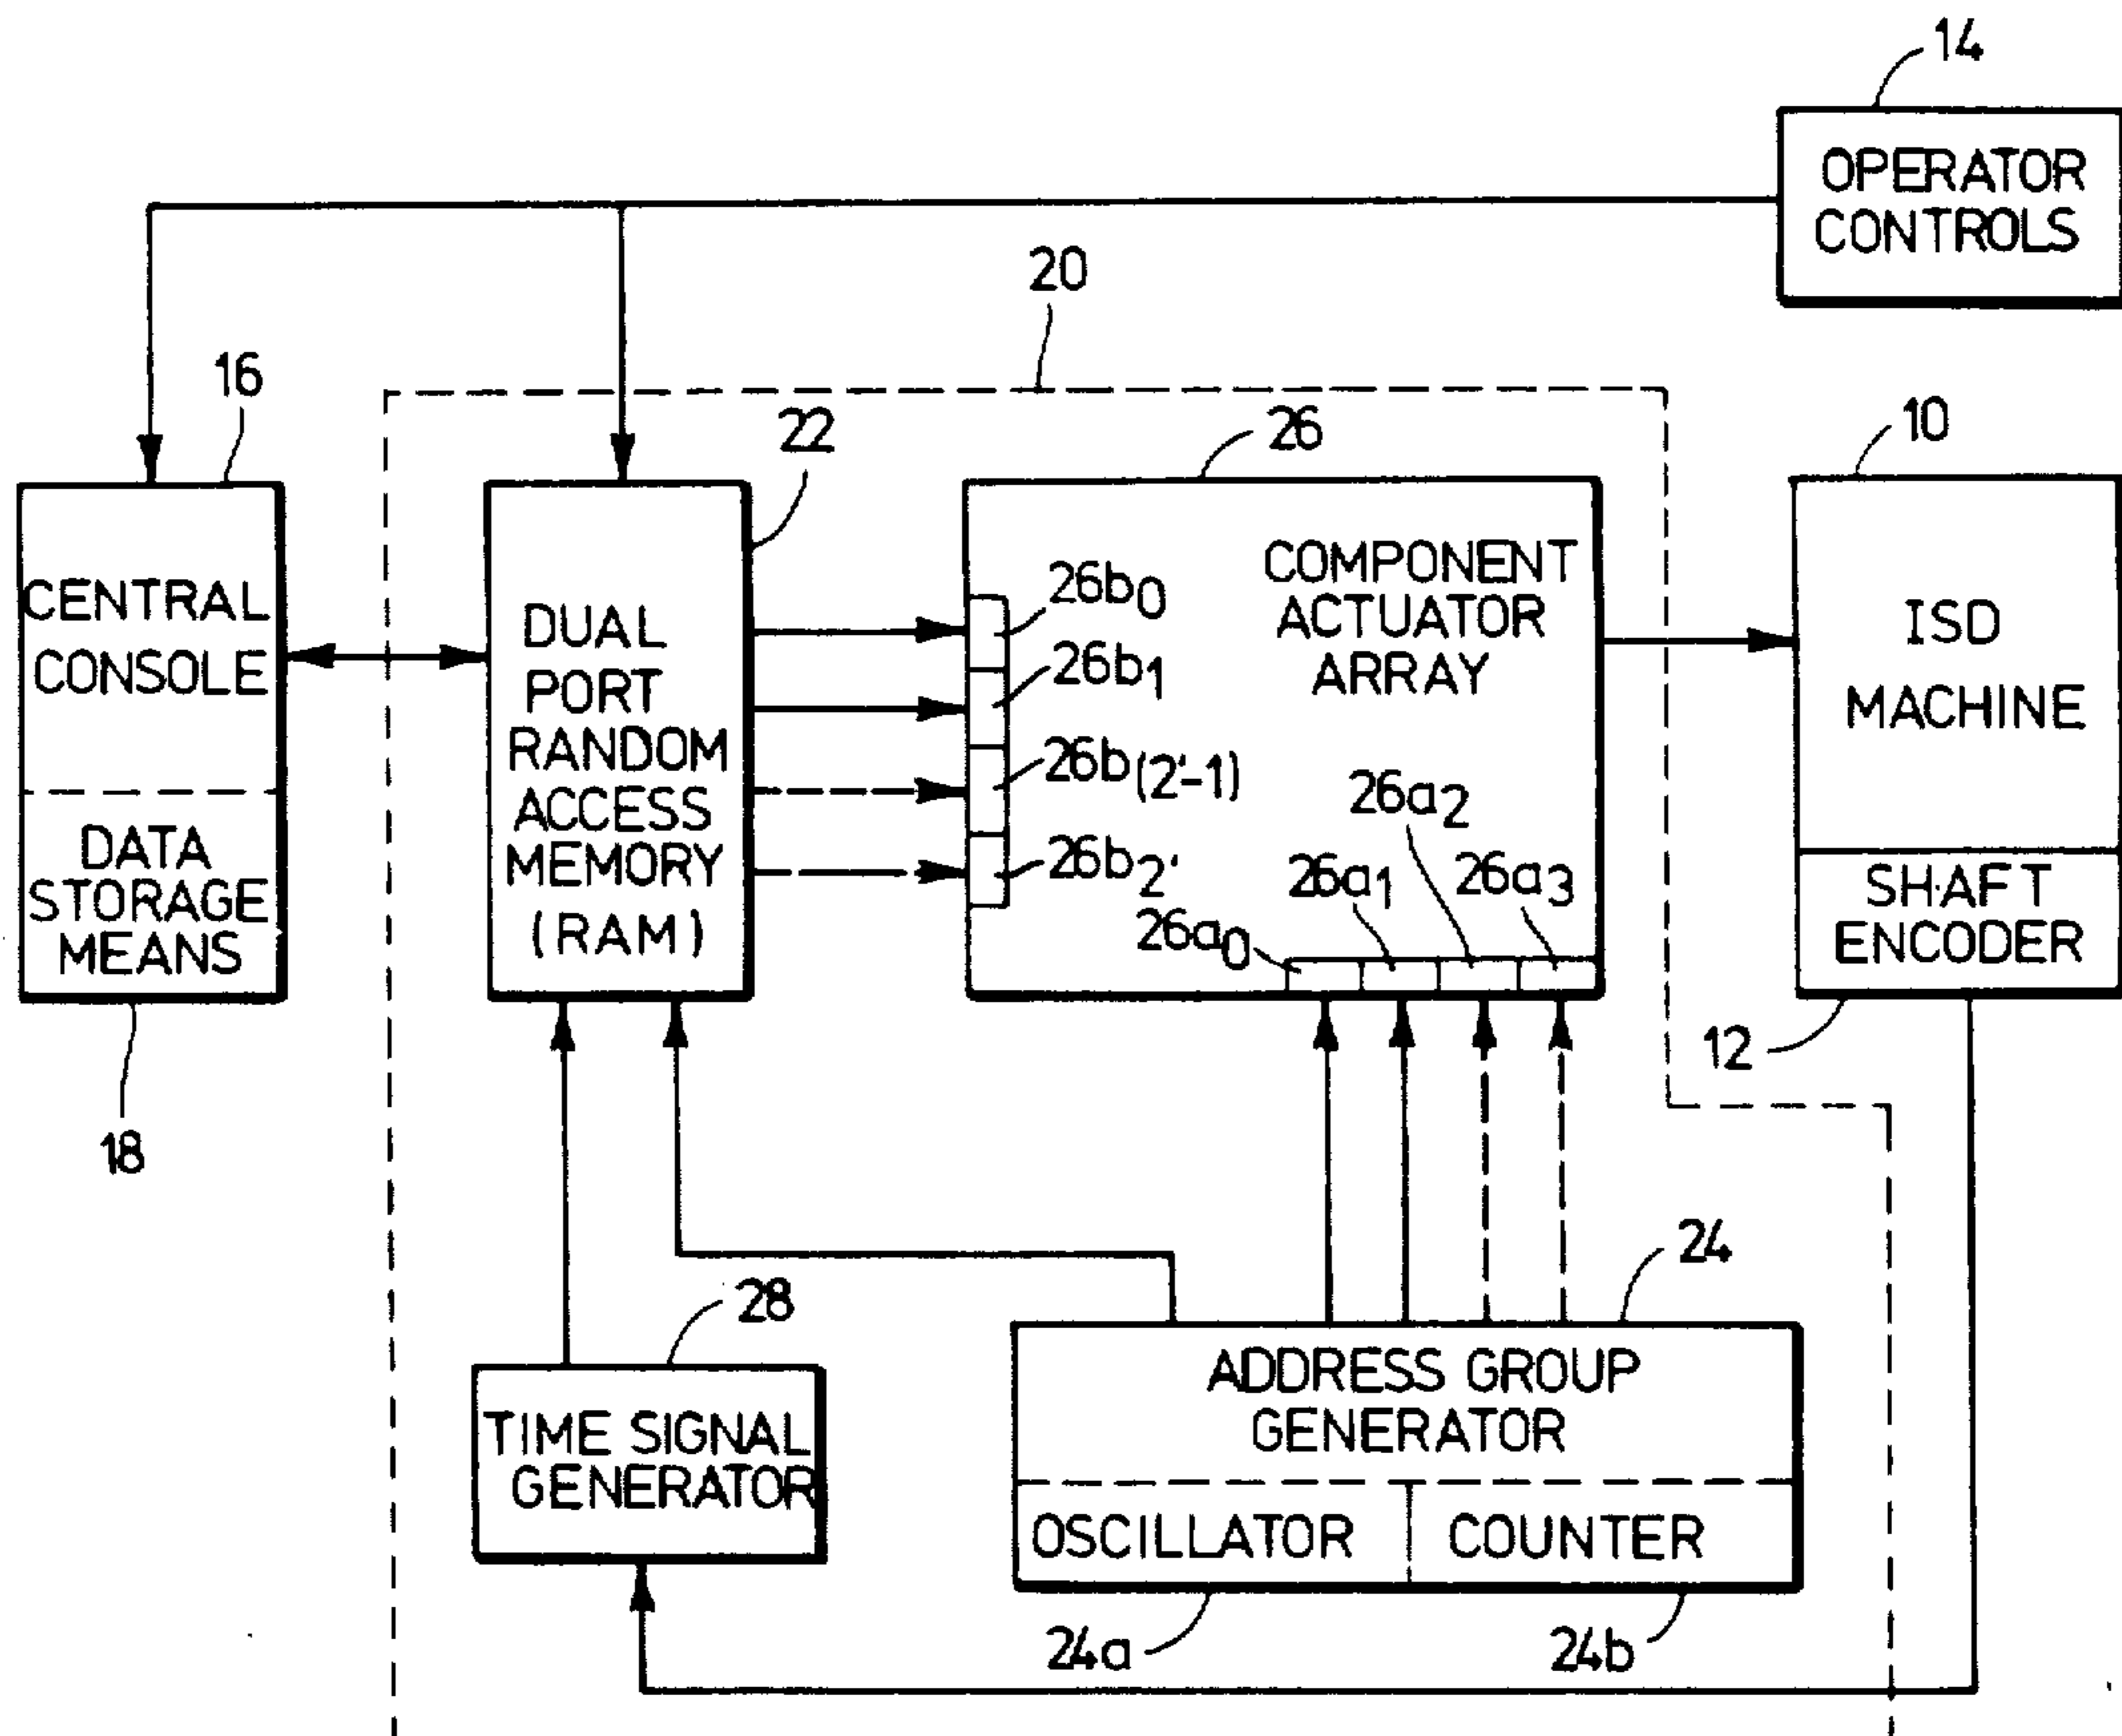 14
OPERATOR
CONTROLS
20
16
22
26
10
CENTRAL
CONSOLE
DATA
STORAGE
MEANS
18
DUAL
PORT
RANDOM
ACCESS
MEMORY
(RAM)
26b0
26b1
26b(2'-1)
26b2'
COMPONENT
ACTUATOR
ARRAY
26a0
26a1
26a2
26a3
ISD
MACHINE
SHAFT
ENCODER
12
28
TIME SIGNAL
GENERATOR
24
ADDRESS GROUP
GENERATOR
OSCILLATOR
COUNTER
24a
24b